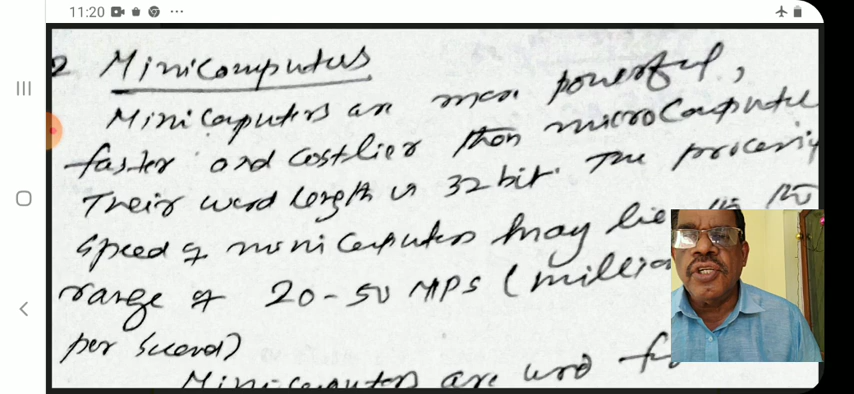 11:20
2 Minicomputers
Minicomputers are more powerful,
faster and costlier than microcompute
Their word length is 32 bit. The processing
speed of minicomputers may lie in the
range of 20-50 MIPS (million
per second)
Minicomputers are used for